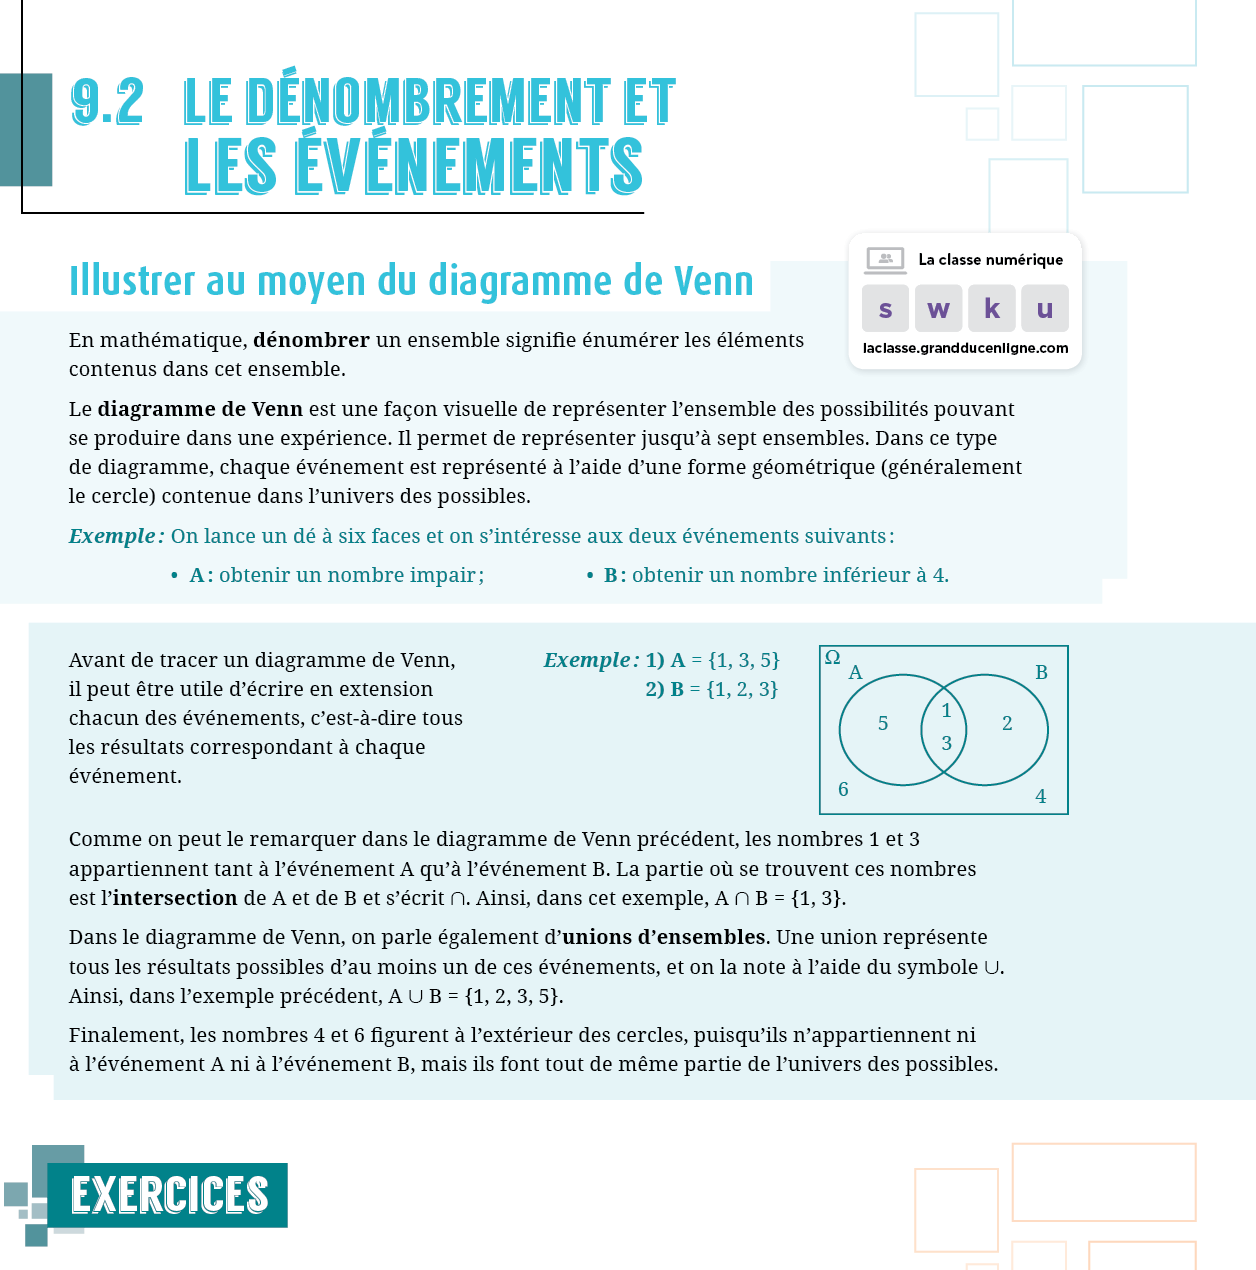 9.2 LE DÉNOMBREMENT ET
LES ÉVÉNEMENTS
Illustrer au moyen du diagramme de Venn
La classe numérique
s w k u
laclasse.grandducenligne.com
En mathématique, dénombrer un ensemble signifie énumérer les éléments
contenus dans cet ensemble.
Le diagramme de Venn est une façon visuelle de représenter l’ensemble des possibilités pouvant
se produire dans une expérience. Il permet de représenter jusqu’à sept ensembles. Dans ce type
de diagramme, chaque événement est représenté à l’aide d’une forme géométrique (généralement
le cercle) contenue dans l’univers des possibles.
Exemple : On lance un dé à six faces et on s’intéresse aux deux événements suivants :
• A : obtenir un nombre impair ; • B : obtenir un nombre inférieur à 4.
Avant de tracer un diagramme de Venn,
il peut être utile d’écrire en extension
chacun des événements, c’est-à-dire tous
les résultats correspondant à chaque
événement.
Exemple : 1) A = {1, 3, 5}
2) B = {1, 2, 3}
Ω
A B
1
5 2
3
6 4
Comme on peut le remarquer dans le diagramme de Venn précédent, les nombres 1 et 3
appartiennent tant à l’événement A qu’à l’événement B. La partie où se trouvent ces nombres
est l’intersection de A et de B et s’écrit ∩. Ainsi, dans cet exemple, A ∩ B = {1, 3}.
Dans le diagramme de Venn, on parle également d’unions d’ensembles. Une union représente
tous les résultats possibles d’au moins un de ces événements, et on la note à l’aide du symbole ∪.
Ainsi, dans l’exemple précédent, A ∪ B = {1, 2, 3, 5}.
Finalement, les nombres 4 et 6 figurent à l’extérieur des cercles, puisqu’ils n’appartiennent ni
à l’événement A ni à l’événement B, mais ils font tout de même partie de l’univers des possibles.
EXERCICES